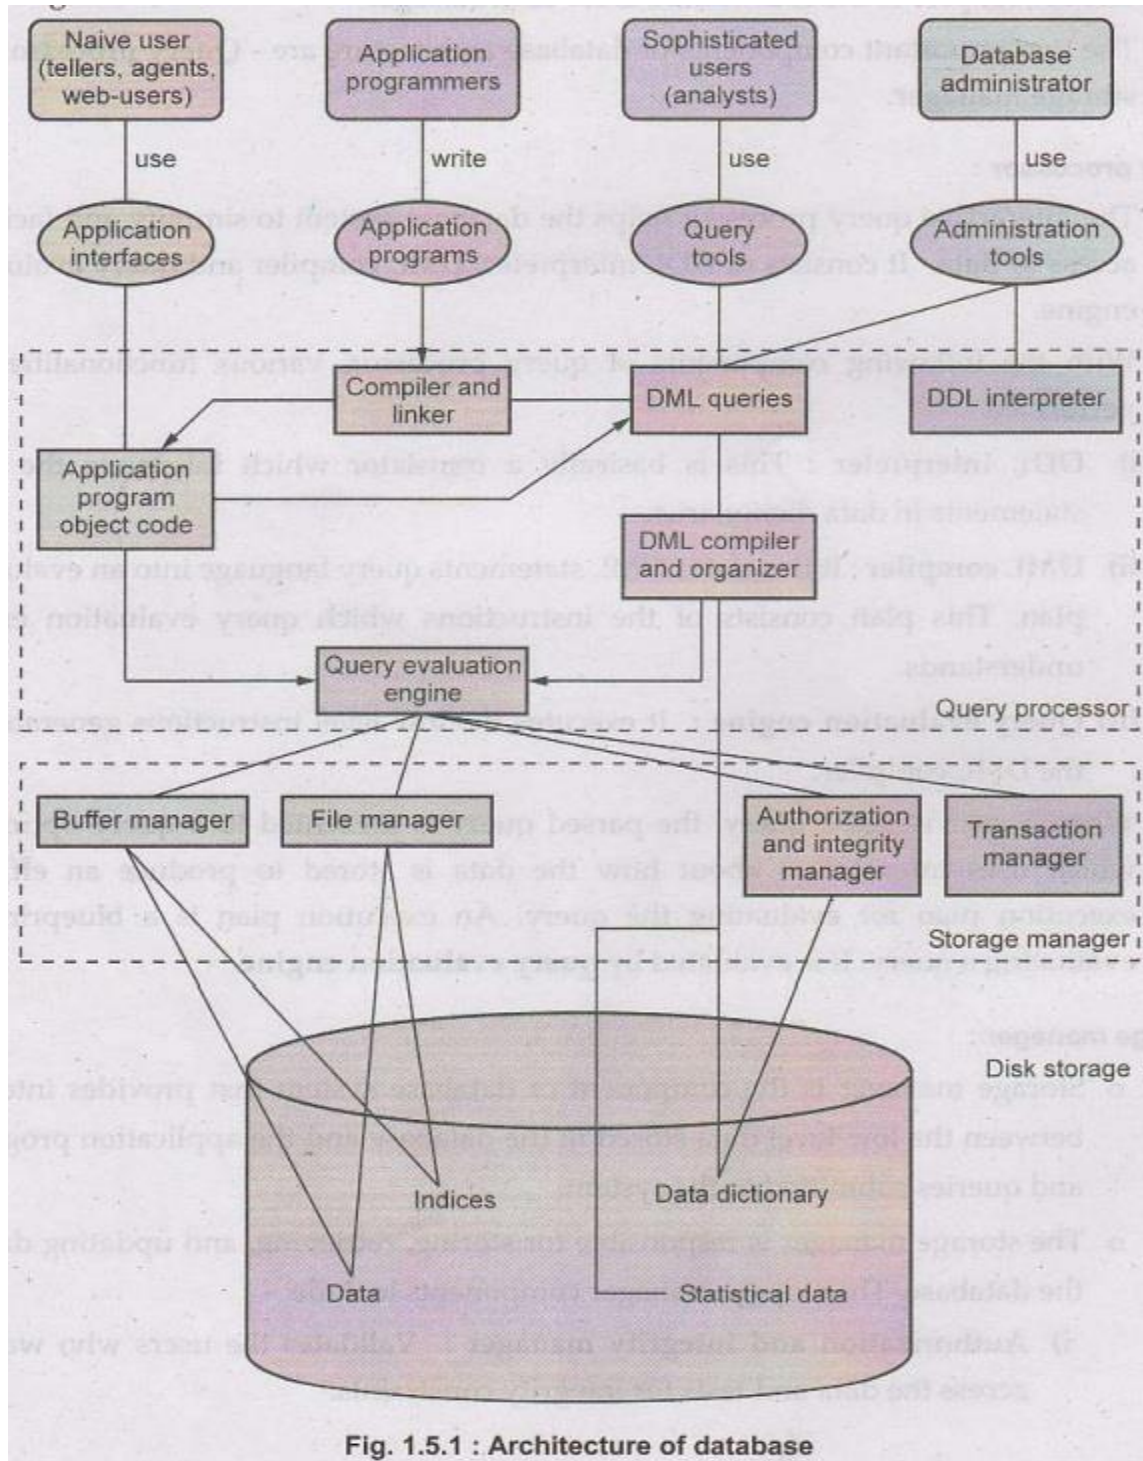 Naive user
(tellers, agents,
web-users)
Application
programmers
Sophisticated
users
(analysts)
Database
administrator
use
write
use
use
Application
interfaces
Application
programs
Query
tools
Administration
tools
Compiler and
linker
DML queries
DDL interpreter
Application
program
object code
DML compiler
and organizer
Query evaluation
engine
Query processor
Buffer manager
File manager
Authorization
and integrity
manager
Transaction
manager
Storage manager
Disk storage
Indices
Data dictionary
Data
Statistical data
Fig. 1.5.1 : Architecture of database